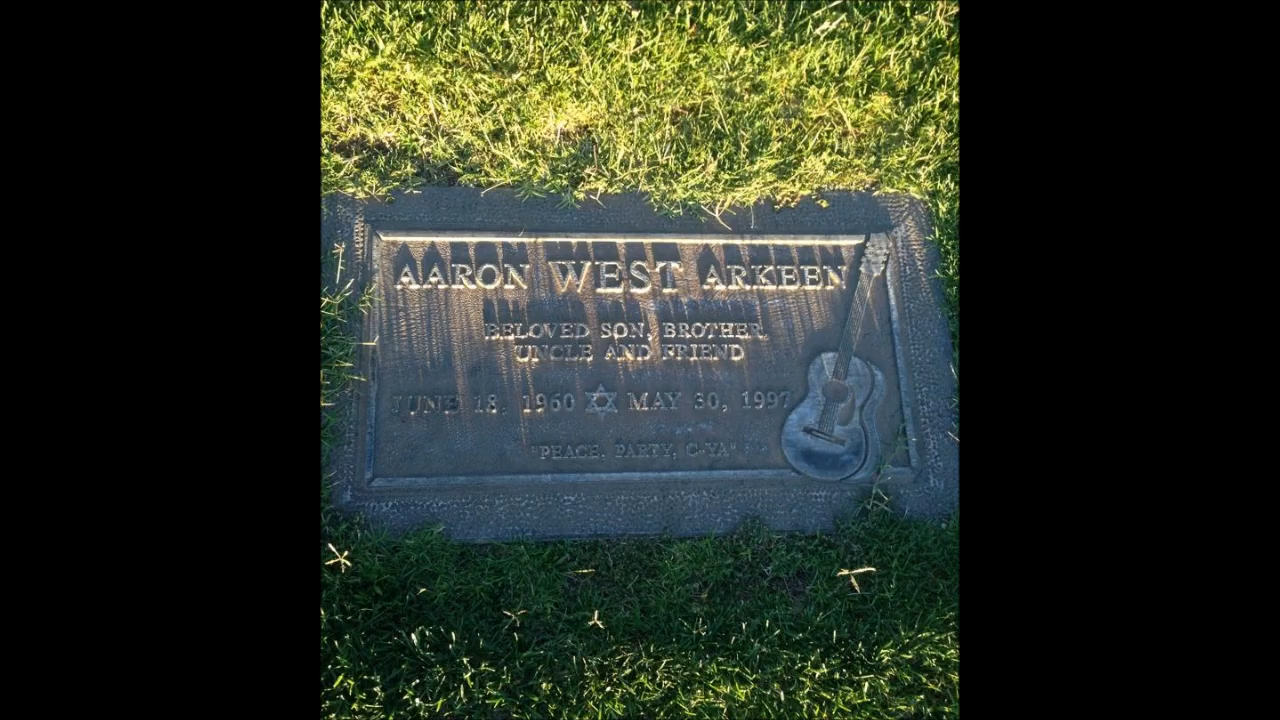 AARON WEST ARKEEN
BELOVED SON, BROTHER,
UNCLE AND FRIEND
JUNE 18, 1960 ✡ MAY 30, 1997
"PEACE, PARTY, C-YA"